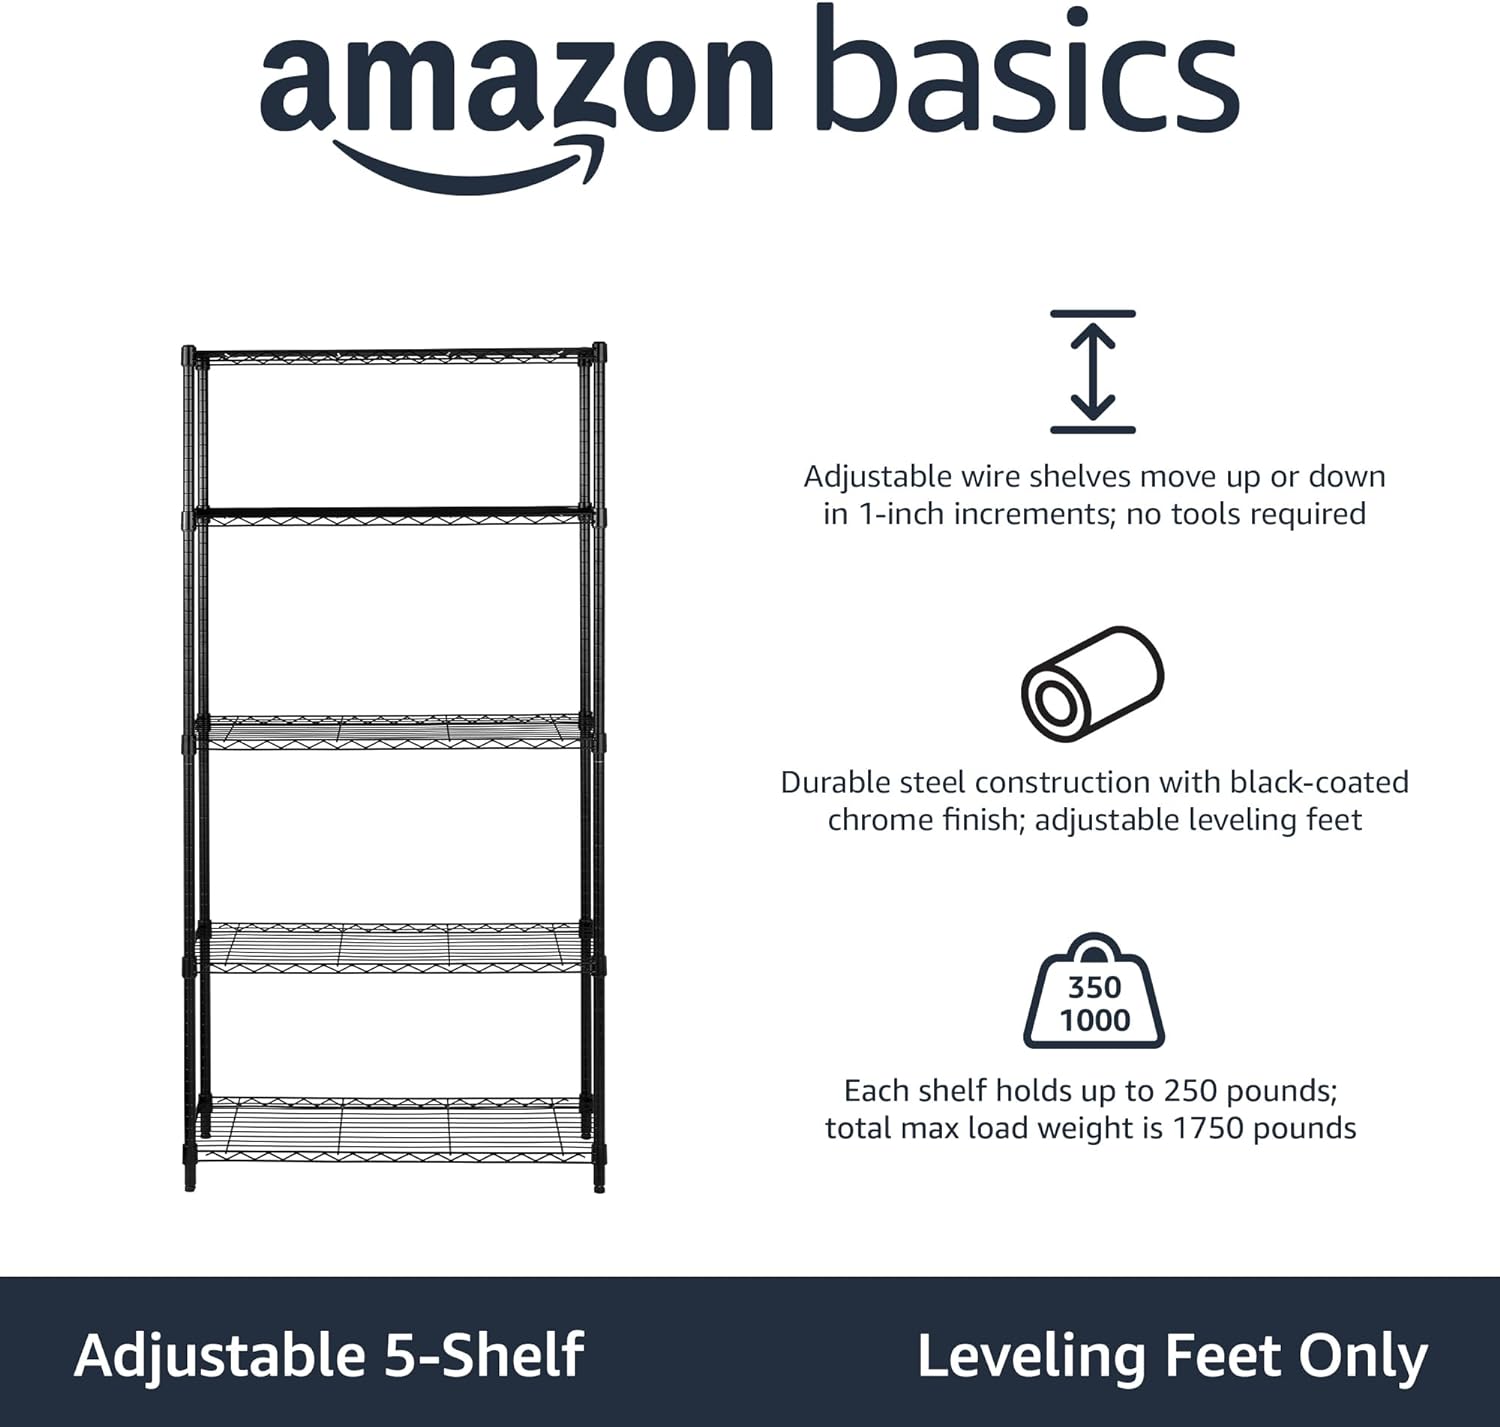 amazon basics
Adjustable wire shelves move up or down
in 1-inch increments; no tools required
Durable steel construction with black-coated
chrome finish; adjustable leveling feet
350
1000
Each shelf holds up to 250 pounds;
total max load weight is 1750 pounds
Adjustable 5-Shelf
Leveling Feet Only